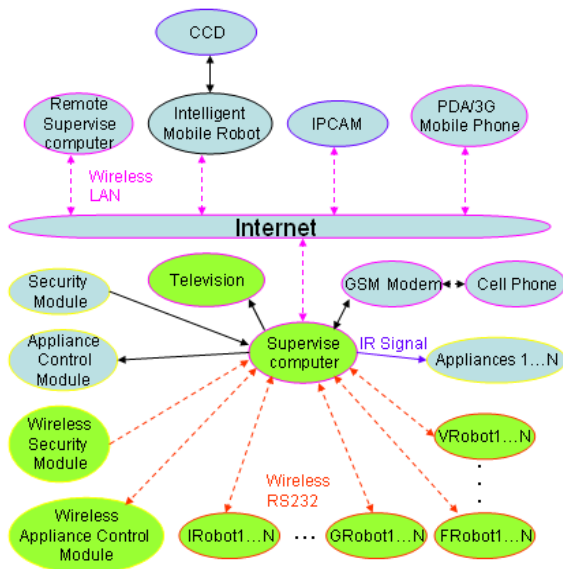 CCD
Remote
Supervise
computer
Intelligent
Mobile Robot
IPCAM
PDA/3G
Mobile Phone
Wireless
LAN
Internet
Security
Module
Television
GSM Modem
Cell Phone
Appliance
Control
Module
Supervise
computer
IR Signal
Appliances 1...N
Wireless
Security
Module
VRobot1...N
Wireless
RS232
Wireless
Appliance Control
Module
IRobot1...N
...
GRobot1...N
FRobot1...N